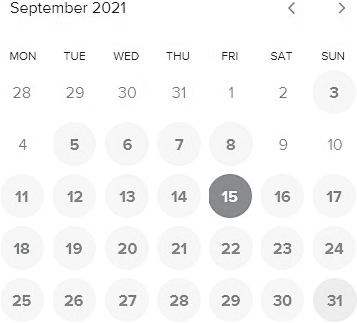 September 2021
MON TUE WED THU FRI SAT SUN
28 29 30 31 1 2 3
4 5 6 7 8 9 10
11 12 13 14 15 16 17
18 19 20 21 22 23 24
25 26 27 28 29 30 31